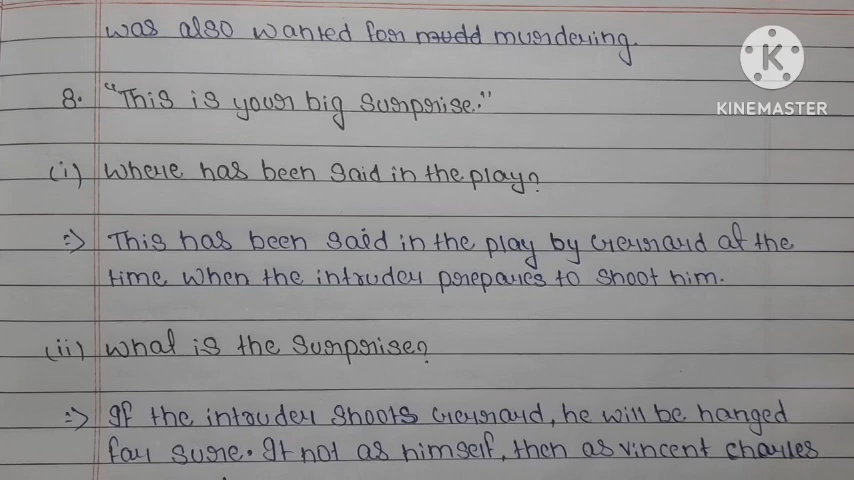 was also wanted for mudd murdering.
K
KINEMASTER
8. "This is your big surprise."
(i) Where has been said in the play?
=> This has been said in the play by Gerrard at the
time when the intruder prepares to shoot him.
(ii) What is the surprise?
=> If the intruder shoots Gerrard, he will be hanged
for sure. If not as himself, then as Vincent Charles